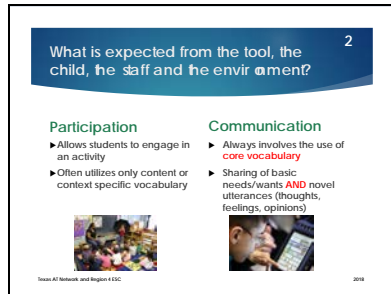 2
What is expected from the tool, the
child, the staff and the envir onment?
Participation
▶Allows students to engage in
an activity
▶Often utilizes only content or
context specific vocabulary
Communication
▶ Always involves the use of
core vocabulary
▶ Sharing of basic
needs/wants AND novel
utterances (thoughts,
feelings, opinions)
Texas AT Network and Region 4 ESC
2018